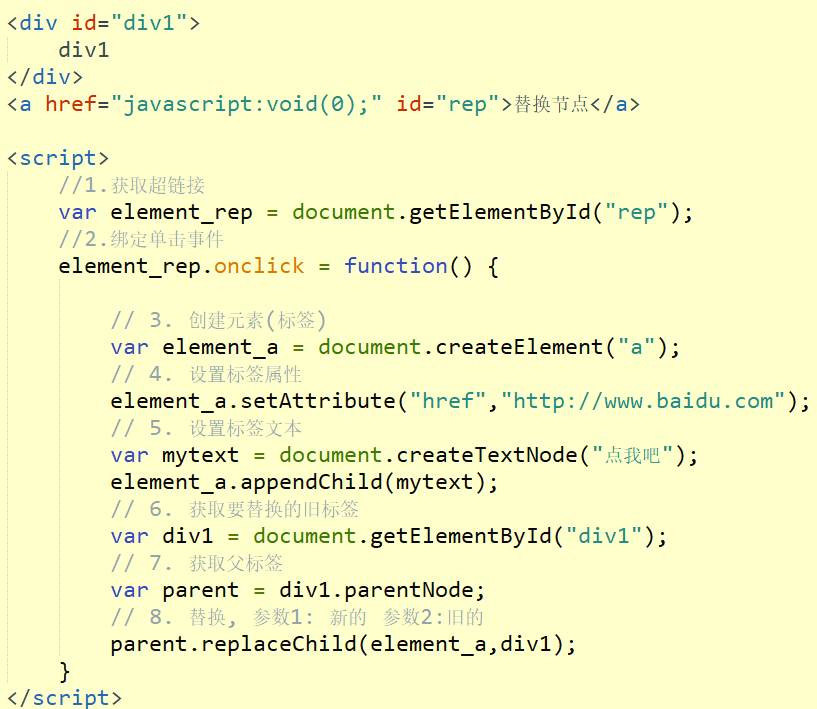 <div id="div1">
    div1
</div>
<a href="javascript:void(0);" id="rep">替换节点</a>

<script>
    //1.获取超链接
    var element_rep = document.getElementById("rep");
    //2.绑定单击事件
    element_rep.onclick = function() {

        // 3. 创建元素(标签)
        var element_a = document.createElement("a");
        // 4. 设置标签属性
        element_a.setAttribute("href","http://www.baidu.com");
        // 5. 设置标签文本
        var mytext = document.createTextNode("点我吧");
        element_a.appendChild(mytext);
        // 6. 获取要替换的旧标签
        var div1 = document.getElementById("div1");
        // 7. 获取父标签
        var parent = div1.parentNode;
        // 8. 替换, 参数1: 新的 参数2:旧的
        parent.replaceChild(element_a,div1);
    }
</script>